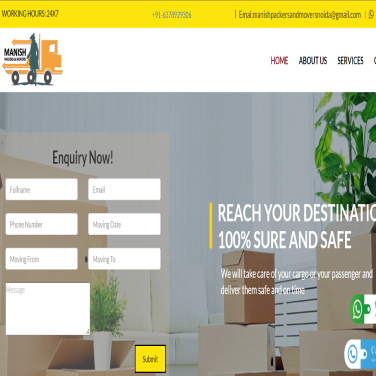 WORKING HOURS: 24X7
+91-6378929306
| Emai:manishpackersandmoversnoida@gmail.com |
MANISH
PACKERS & MOVERS
HOME ABOUT US SERVICES
Enquiry Now!
Fullname Email
Phone Number Moving Date
Moving From Moving To
Message
Submit
REACH YOUR DESTINATIO
100% SURE AND SAFE
We will take care of your cargo or your passenger and
deliver them safe and on time